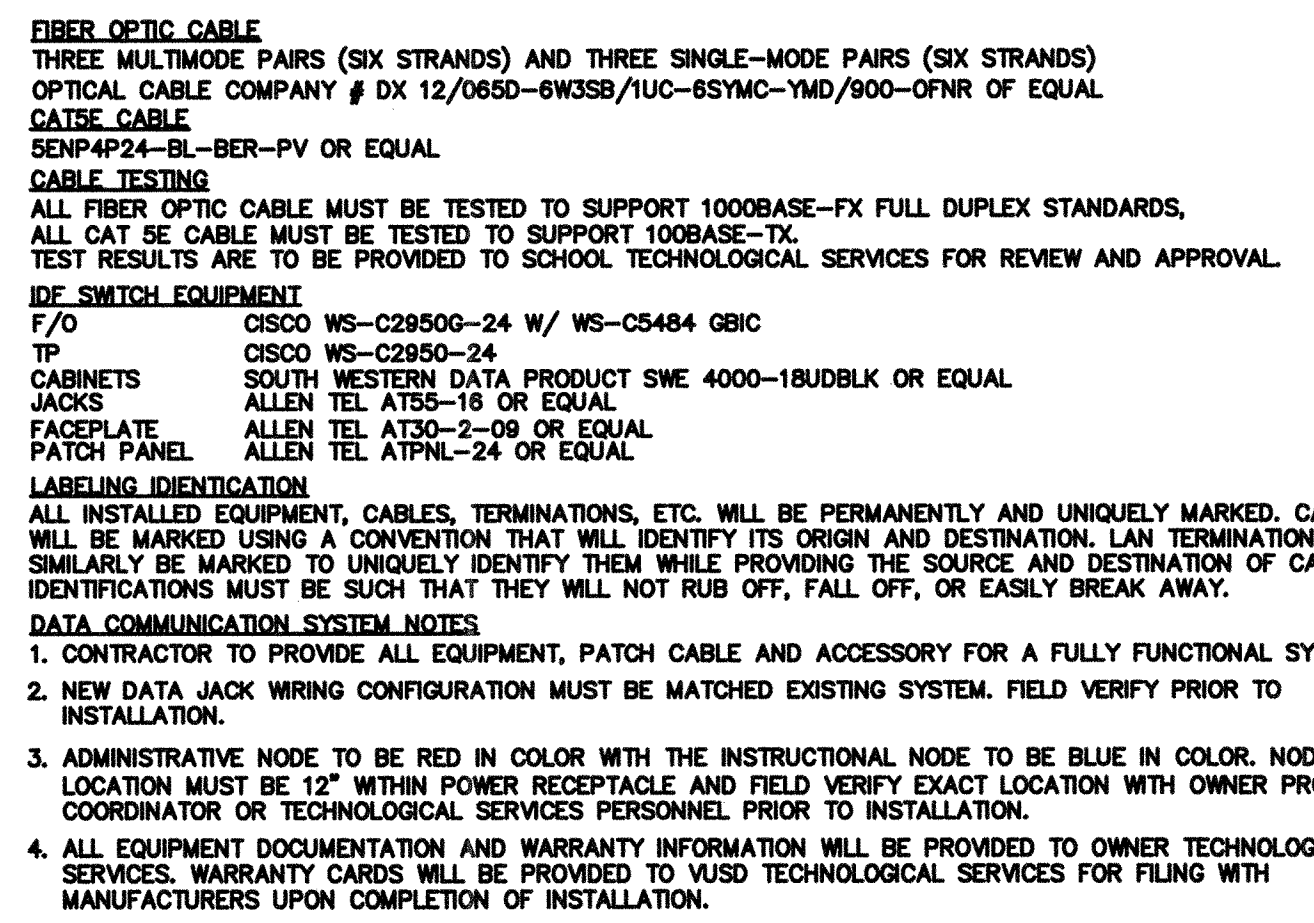 FIBER OPTIC CABLE
THREE MULTIMODE PAIRS (SIX STRANDS) AND THREE SINGLE-MODE PAIRS (SIX STRANDS)
OPTICAL CABLE COMPANY # DX 12/065D-6W3SB/1UC-6SYMC-YMD/900-OFNR OF EQUAL
CAT5E CABLE
5ENP4P24-BL-BER-PV OR EQUAL
CABLE TESTING
ALL FIBER OPTIC CABLE MUST BE TESTED TO SUPPORT 1000BASE-FX FULL DUPLEX STANDARDS,
ALL CAT 5E CABLE MUST BE TESTED TO SUPPORT 100BASE-TX.
TEST RESULTS ARE TO BE PROVIDED TO SCHOOL TECHNOLOGICAL SERVICES FOR REVIEW AND APPROVAL.
IDF SWITCH EQUIPMENT
F/O CISCO WS-C2950G-24 W/ WS-C5484 GBIC
TP CISCO WS-C2950-24
CABINETS SOUTH WESTERN DATA PRODUCT SWE 4000-18UDBLK OR EQUAL
JACKS ALLEN TEL AT55-16 OR EQUAL
FACEPLATE ALLEN TEL AT30-2-09 OR EQUAL
PATCH PANEL ALLEN TEL ATPNL-24 OR EQUAL
LABELING IDIENTICATION
ALL INSTALLED EQUIPMENT, CABLES, TERMINATIONS, ETC. WILL BE PERMANENTLY AND UNIQUELY MARKED. CA
WILL BE MARKED USING A CONVENTION THAT WILL IDENTIFY ITS ORIGIN AND DESTINATION. LAN TERMINATION
SIMILARLY BE MARKED TO UNIQUELY IDENTIFY THEM WHILE PROVIDING THE SOURCE AND DESTINATION OF CA
IDENTIFICATIONS MUST BE SUCH THAT THEY WILL NOT RUB OFF, FALL OFF, OR EASILY BREAK AWAY.
DATA COMMUNICATION SYSTEM NOTES
1. CONTRACTOR TO PROVIDE ALL EQUIPMENT, PATCH CABLE AND ACCESSORY FOR A FULLY FUNCTIONAL SY
2. NEW DATA JACK WIRING CONFIGURATION MUST BE MATCHED EXISTING SYSTEM. FIELD VERIFY PRIOR TO
INSTALLATION.
3. ADMINISTRATIVE NODE TO BE RED IN COLOR WITH THE INSTRUCTIONAL NODE TO BE BLUE IN COLOR. NOD
LOCATION MUST BE 12" WITHIN POWER RECEPTACLE AND FIELD VERIFY EXACT LOCATION WITH OWNER PR
COORDINATOR OR TECHNOLOGICAL SERVICES PERSONNEL PRIOR TO INSTALLATION.
4. ALL EQUIPMENT DOCUMENTATION AND WARRANTY INFORMATION WILL BE PROVIDED TO OWNER TECHNOLOG
SERVICES. WARRANTY CARDS WILL BE PROVIDED TO VUSD TECHNOLOGICAL SERVICES FOR FILING WITH
MANUFACTURERS UPON COMPLETION OF INSTALLATION.